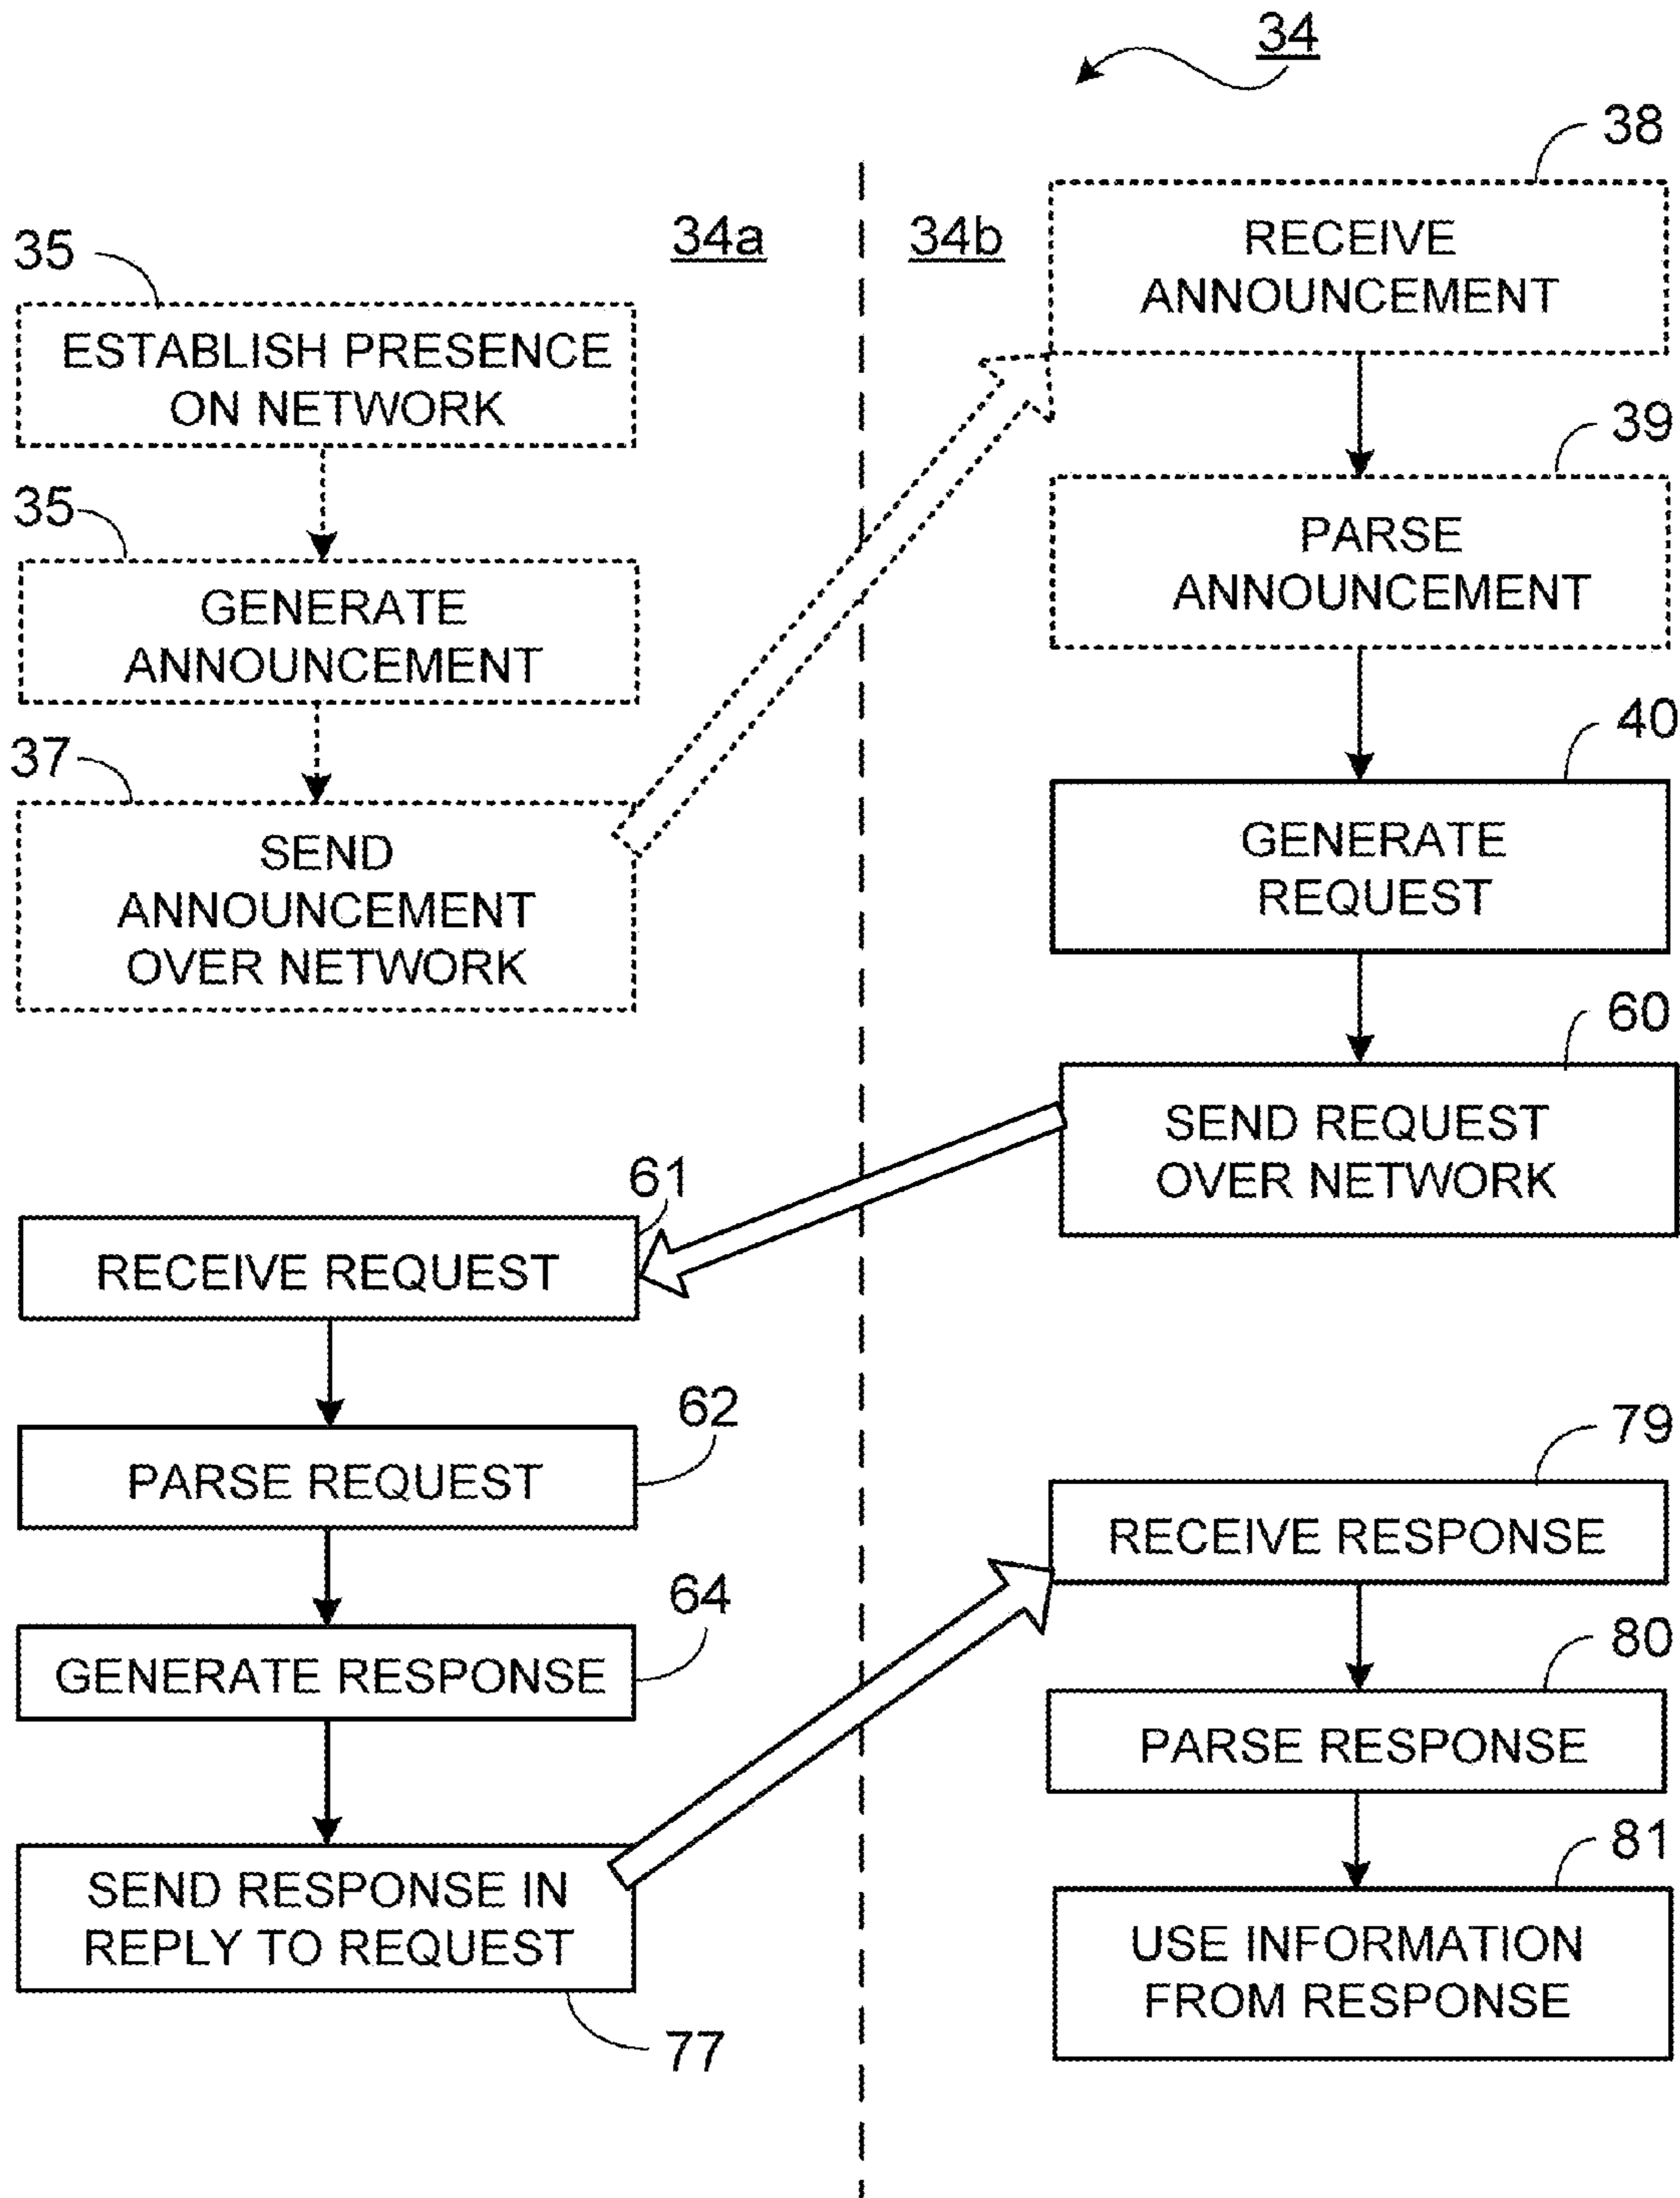 34
34a
34b
35
ESTABLISH PRESENCE
ON NETWORK
35
GENERATE
ANNOUNCEMENT
37
SEND
ANNOUNCEMENT
OVER NETWORK
38
RECEIVE
ANNOUNCEMENT
39
PARSE
ANNOUNCEMENT
40
GENERATE
REQUEST
60
SEND REQUEST
OVER NETWORK
61
RECEIVE REQUEST
62
PARSE REQUEST
64
GENERATE RESPONSE
SEND RESPONSE IN
REPLY TO REQUEST
77
79
RECEIVE RESPONSE
80
PARSE RESPONSE
81
USE INFORMATION
FROM RESPONSE